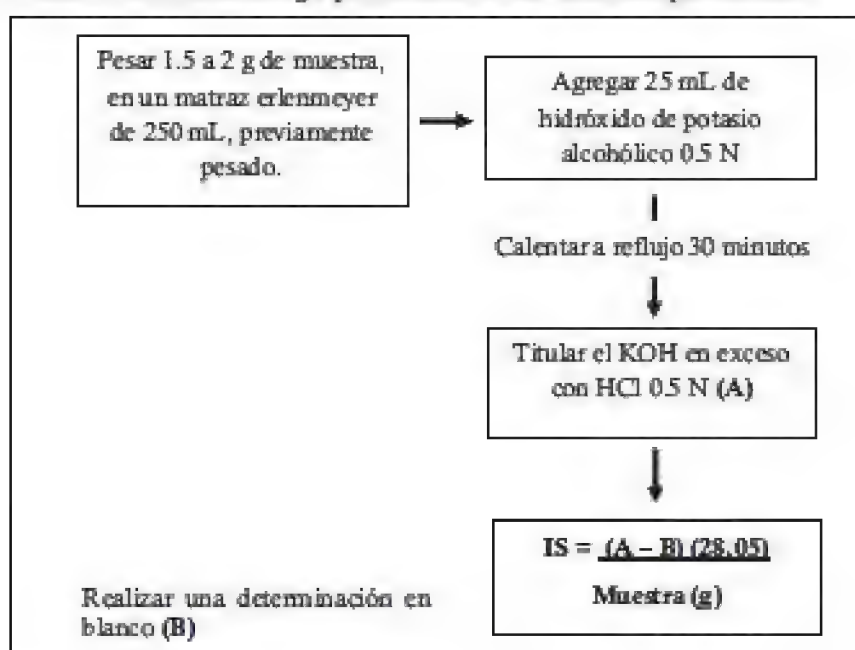 Pesar 1.5 a 2 g de muestra,
en un matraz erlenmeyer
de 250 mL, previamente
pesado.
Agregar 25 mL de
hidróxido de potasio
alcohólico 0.5 N
Calentar a reflujo 30 minutos
Titular el KOH en exceso
con HCl 0.5 N (A)
IS = (A – B) (28.05)
Muestra (g)
Realizar una determinación en
blanco (B)